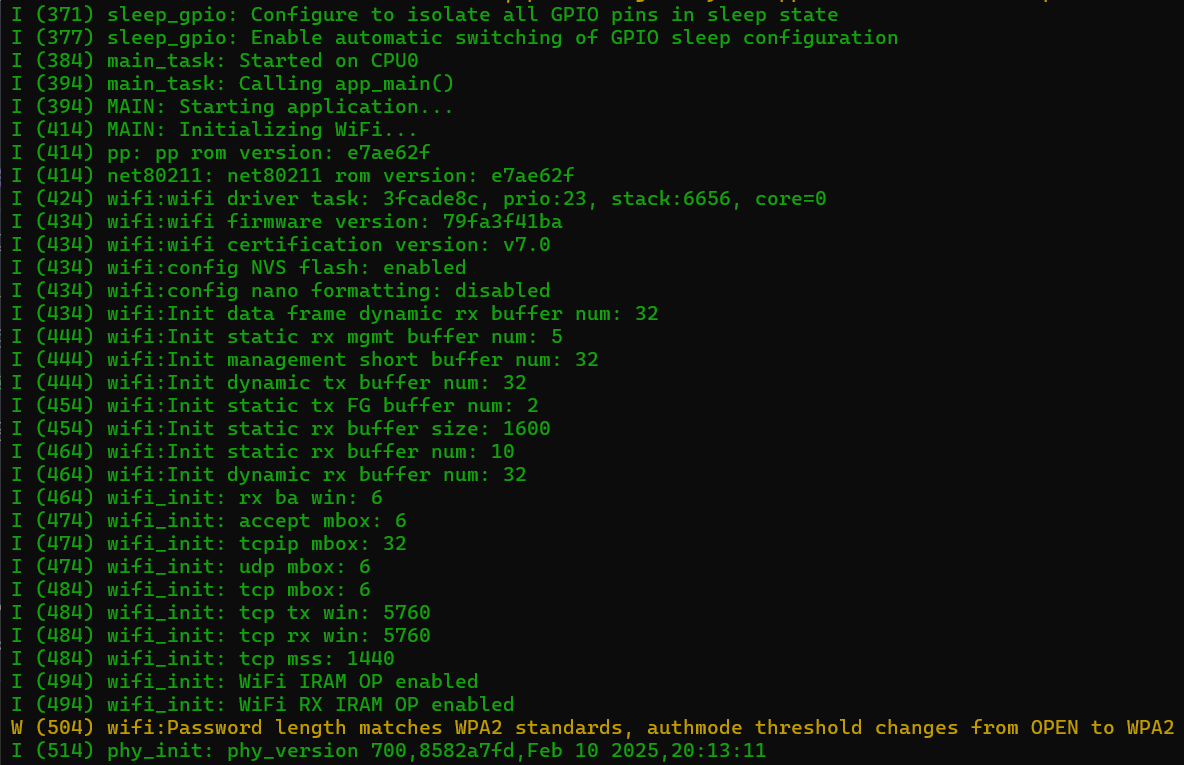 I (371) sleep_gpio: Configure to isolate all GPIO pins in sleep state
I (377) sleep_gpio: Enable automatic switching of GPIO sleep configuration
I (384) main_task: Started on CPU0
I (394) main_task: Calling app_main()
I (394) MAIN: Starting application...
I (414) MAIN: Initializing WiFi...
I (414) pp: pp rom version: e7ae62f
I (414) net80211: net80211 rom version: e7ae62f
I (424) wifi:wifi driver task: 3fcade8c, prio:23, stack:6656, core=0
I (434) wifi:wifi firmware version: 79fa3f41ba
I (434) wifi:wifi certification version: v7.0
I (434) wifi:config NVS flash: enabled
I (434) wifi:config nano formatting: disabled
I (434) wifi:Init data frame dynamic rx buffer num: 32
I (444) wifi:Init static rx mgmt buffer num: 5
I (444) wifi:Init management short buffer num: 32
I (444) wifi:Init dynamic tx buffer num: 32
I (454) wifi:Init static tx FG buffer num: 2
I (454) wifi:Init static rx buffer size: 1600
I (464) wifi:Init static rx buffer num: 10
I (464) wifi:Init dynamic rx buffer num: 32
I (464) wifi_init: rx ba win: 6
I (474) wifi_init: accept mbox: 6
I (474) wifi_init: tcpip mbox: 32
I (474) wifi_init: udp mbox: 6
I (484) wifi_init: tcp mbox: 6
I (484) wifi_init: tcp tx win: 5760
I (484) wifi_init: tcp rx win: 5760
I (484) wifi_init: tcp mss: 1440
I (494) wifi_init: WiFi IRAM OP enabled
I (494) wifi_init: WiFi RX IRAM OP enabled
W (504) wifi:Password length matches WPA2 standards, authmode threshold changes from OPEN to WPA2
I (514) phy_init: phy_version 700,8582a7fd,Feb 10 2025,20:13:11